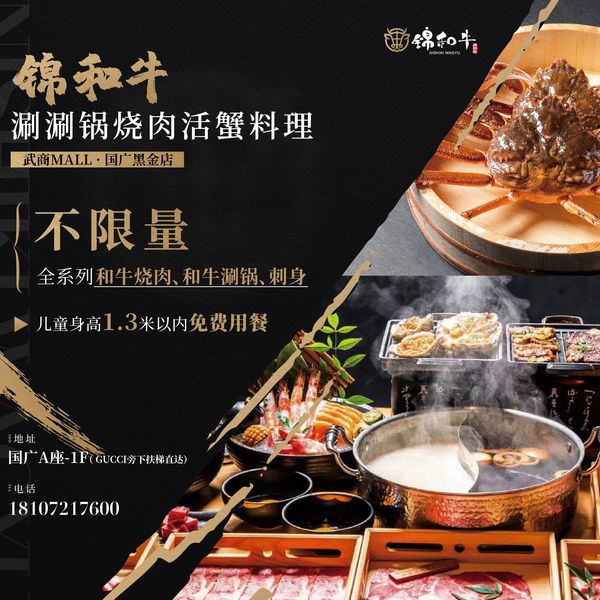 锦和牛
NISHIKI WAGYU
锦和牛
涮涮锅烧肉活蟹料理
武商MALL · 国广黑金店
不限量
全系列和牛烧肉、和牛涮锅、刺身
儿童身高1.3米以内免费用餐
地址
国广A座-1F( GUCCI旁下扶梯直达)
电话
18107217600